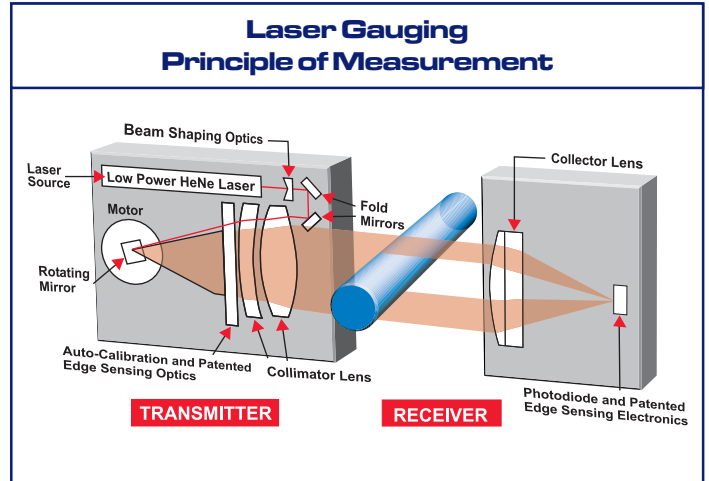 Laser Gauging
Principle of Measurement
Beam Shaping Optics
Laser
Source
Low Power HeNe Laser
Collector Lens
Motor
Fold
Mirrors
Rotating
Mirror
Auto-Calibration and Patented
Edge Sensing Optics
Collimator Lens
Photodiode and Patented
Edge Sensing Electronics
TRANSMITTER
RECEIVER